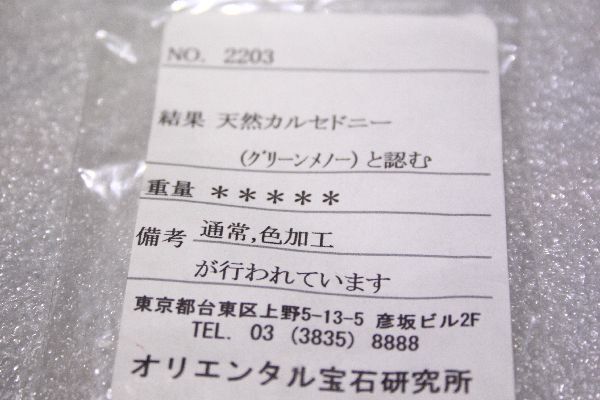 NO. 2203
結果 天然カルセドニー
(グリーンメノー)と認む
重量 *****
備考 通常,色加工
が行われています
東京都台東区上野5-13-5 彦坂ビル2F
TEL. 03 (3835) 8888
オリエンタル宝石研究所